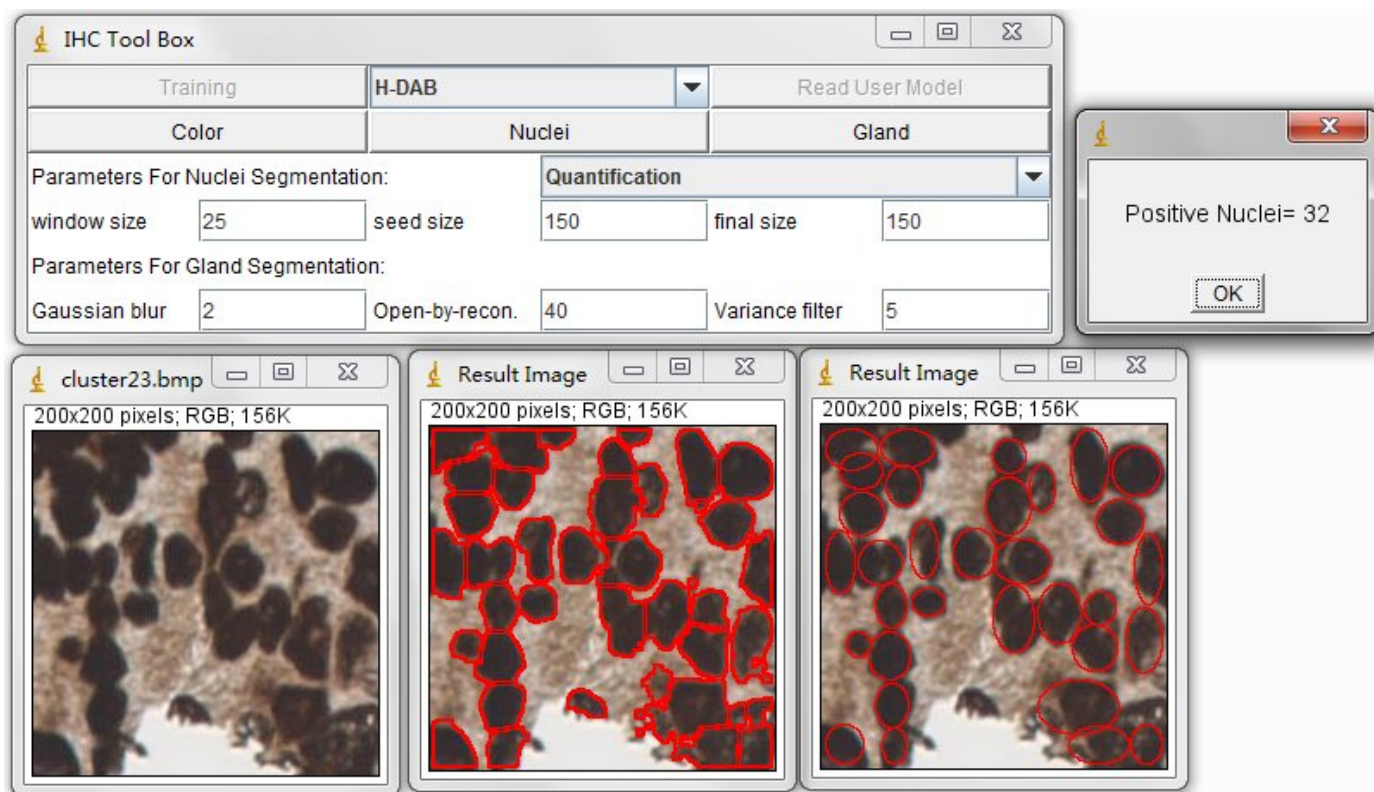 IHC Tool Box
Training H-DAB Read User Model
Color Nuclei Gland
Parameters For Nuclei Segmentation: Quantification
window size 25 seed size 150 final size 150
Parameters For Gland Segmentation:
Gaussian blur 2 Open-by-recon. 40 Variance filter 5
Positive Nuclei= 32
OK
cluster23.bmp
200x200 pixels; RGB; 156K
Result Image
200x200 pixels; RGB; 156K
Result Image
200x200 pixels; RGB; 156K